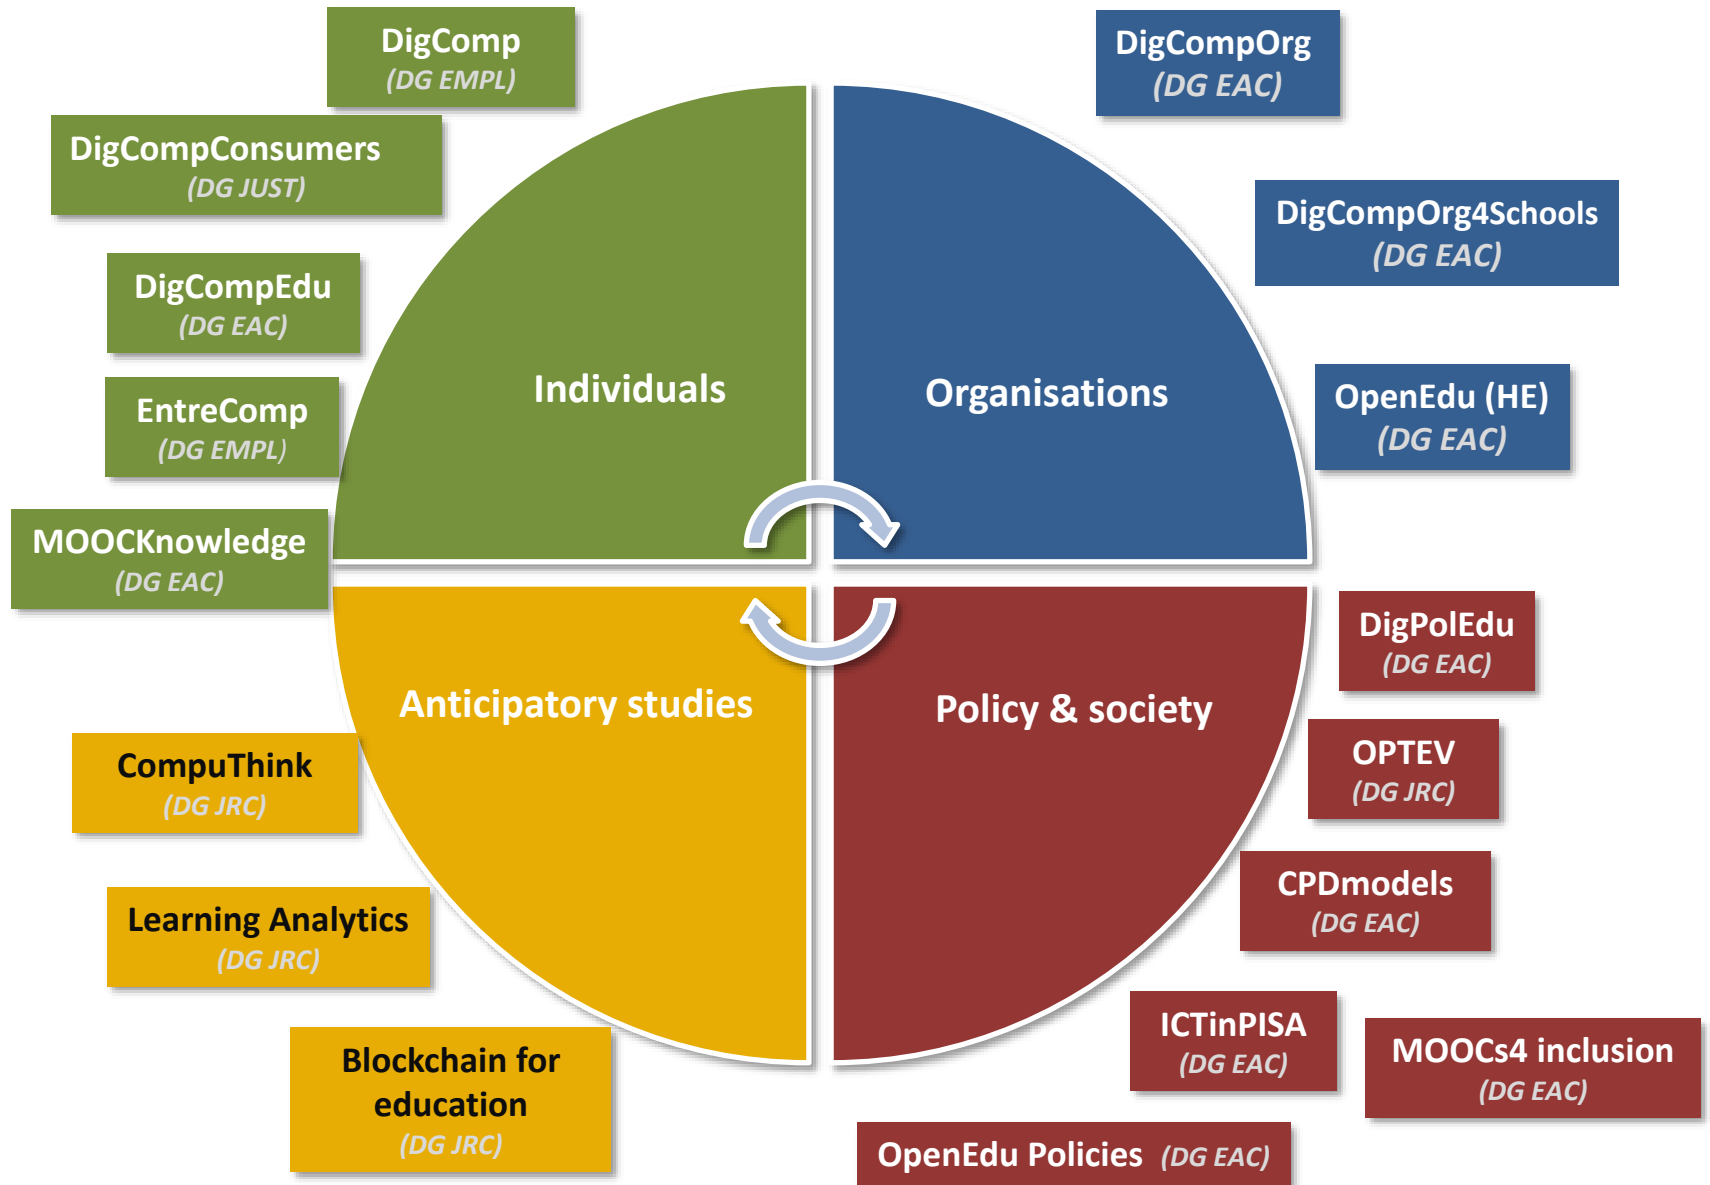 DigComp
(DG EMPL)
DigCompConsumers
(DG JUST)
DigCompEdu
(DG EAC)
EntreComp
(DG EMPL)
MOOCKnowledge
(DG EAC)
Individuals
DigCompOrg
(DG EAC)
DigCompOrg4Schools
(DG EAC)
OpenEdu (HE)
(DG EAC)
Organisations
Anticipatory studies
CompuThink
(DG JRC)
Learning Analytics
(DG JRC)
Blockchain for
education
(DG JRC)
Policy & society
DigPolEdu
(DG EAC)
OPTEV
(DG JRC)
CPDmodels
(DG EAC)
ICTinPISA
(DG EAC)
MOOCs4 inclusion
(DG EAC)
OpenEdu Policies (DG EAC)